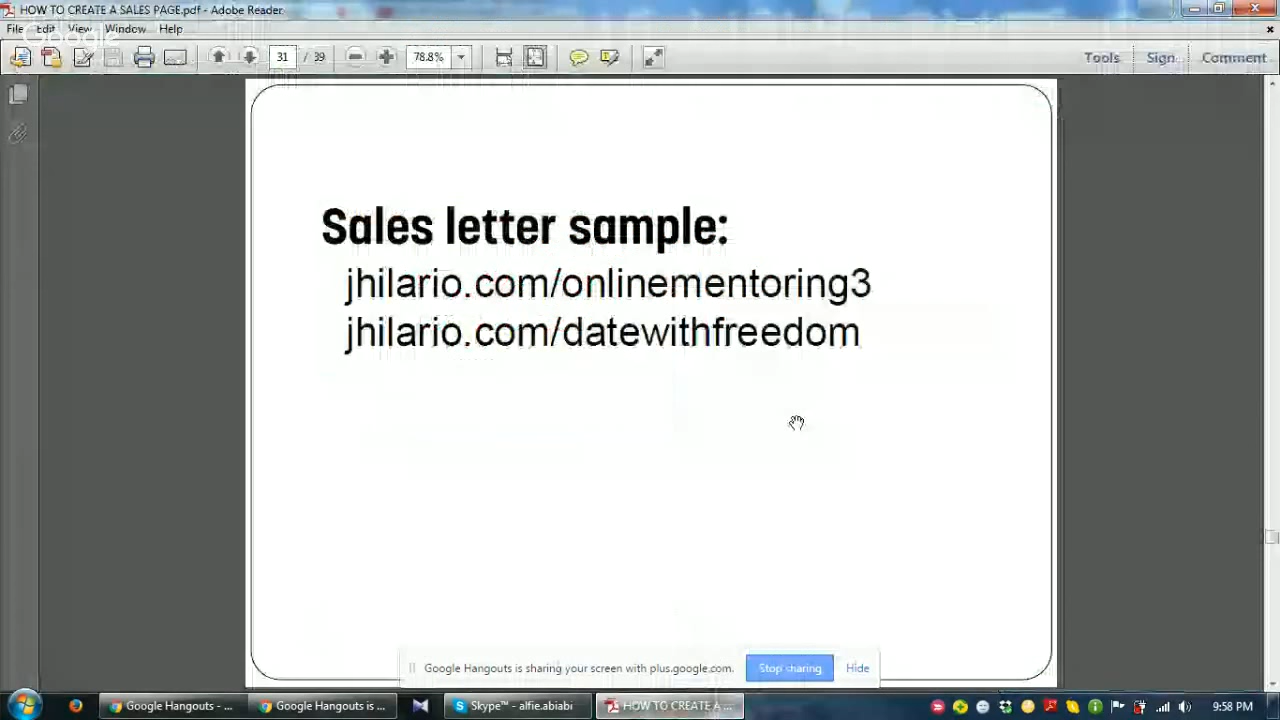 HOW TO CREATE A SALES PAGE.pdf - Adobe Reader
File Edit View Window Help
Google
31 / 39 78.8% Tools Sign Comment
Sales letter sample:
jhilario.com/onlinementoring3
jhilario.com/datewithfreedom
Google Hangouts is sharing your screen with plus.google.com. Stop sharing Hide
Google Hangouts - ... Google Hangouts is ... Skype™ - alfie.abiabi HOW TO CREATE A ... 9:58 PM